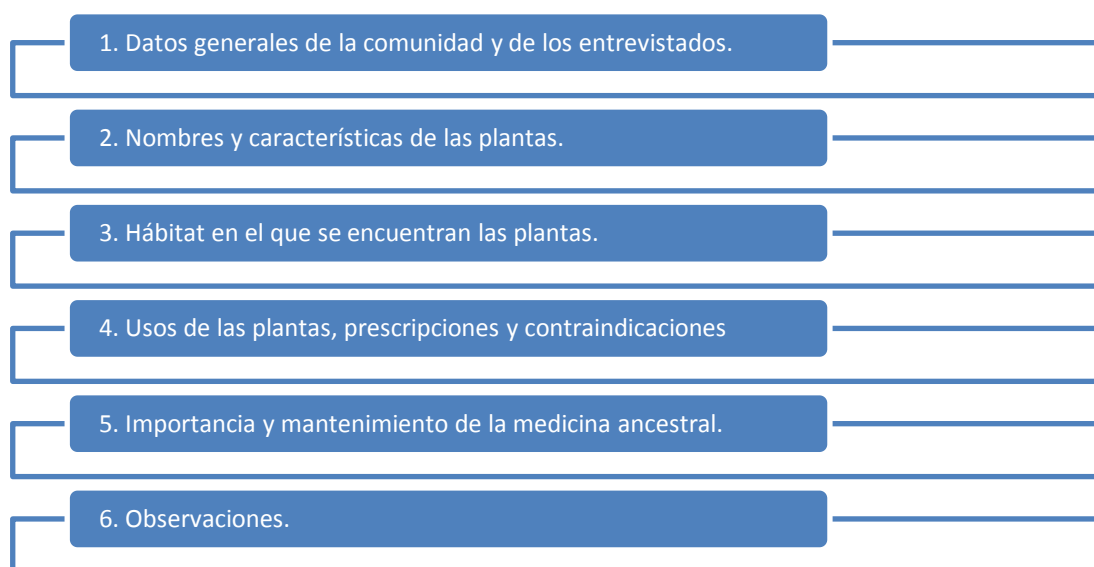 1. Datos generales de la comunidad y de los entrevistados.
2. Nombres y características de las plantas.
3. Hábitat en el que se encuentran las plantas.
4. Usos de las plantas, prescripciones y contraindicaciones
5. Importancia y mantenimiento de la medicina ancestral.
6. Observaciones.